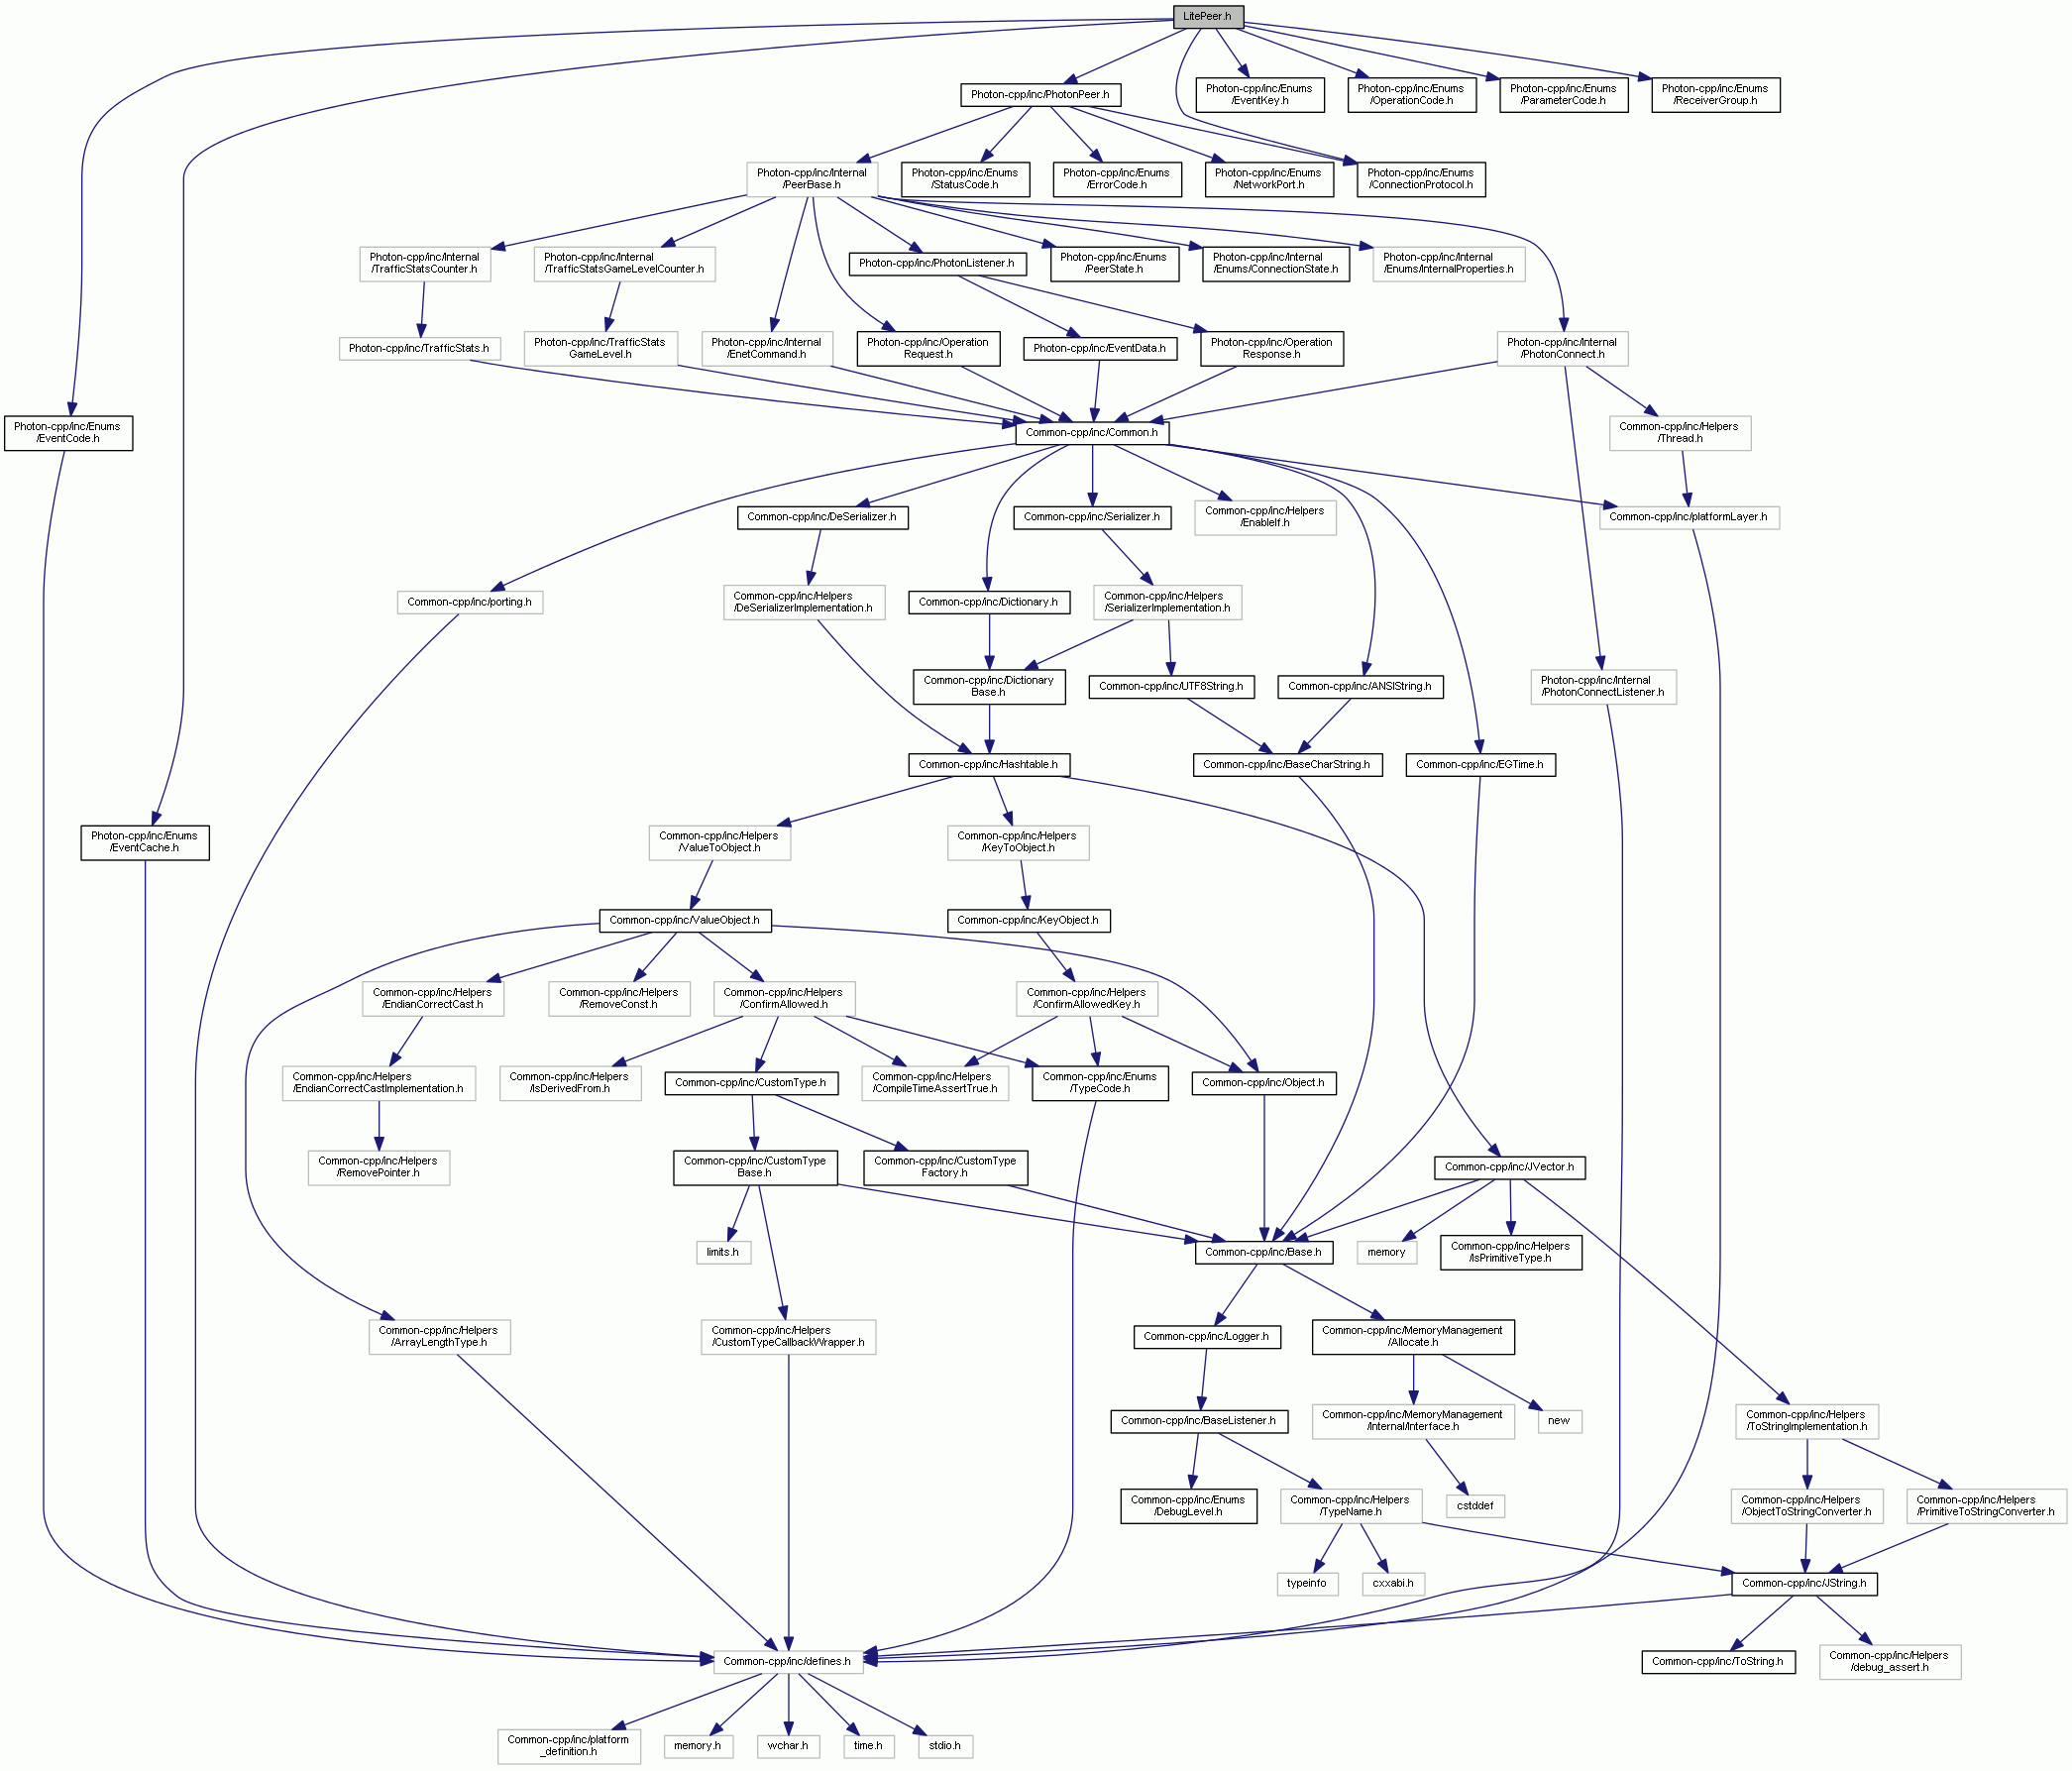 LitePeer.h
Photon-cpp/inc/PhotonPeer.h
Photon-cpp/inc/Enums
/EventKey.h
Photon-cpp/inc/Enums
/OperationCode.h
Photon-cpp/inc/Enums
/ParameterCode.h
Photon-cpp/inc/Enums
/ReceiverGroup.h
Photon-cpp/inc/Internal
/PeerBase.h
Photon-cpp/inc/Enums
/StatusCode.h
Photon-cpp/inc/Enums
/ErrorCode.h
Photon-cpp/inc/Enums
/NetworkPort.h
Photon-cpp/inc/Enums
/ConnectionProtocol.h
Photon-cpp/inc/Internal
/TrafficStatsCounter.h
Photon-cpp/inc/Internal
/TrafficStatsGameLevelCounter.h
Photon-cpp/inc/PhotonListener.h
Photon-cpp/inc/Enums
/PeerState.h
Photon-cpp/inc/Internal
/Enums/ConnectionState.h
Photon-cpp/inc/Internal
/Enums/InternalProperties.h
Photon-cpp/inc/TrafficStats.h
Photon-cpp/inc/TrafficStats
GameLevel.h
Photon-cpp/inc/Internal
/EnetCommand.h
Photon-cpp/inc/Operation
Request.h
Photon-cpp/inc/EventData.h
Photon-cpp/inc/Operation
Response.h
Photon-cpp/inc/Internal
/PhotonConnect.h
Photon-cpp/inc/Enums
/EventCode.h
Common-cpp/inc/Common.h
Common-cpp/inc/Helpers
/Thread.h
Common-cpp/inc/DeSerializer.h
Common-cpp/inc/Serializer.h
Common-cpp/inc/Helpers
/EnableIf.h
Common-cpp/inc/platformLayer.h
Common-cpp/inc/porting.h
Common-cpp/inc/Helpers
/DeSerializerImplementation.h
Common-cpp/inc/Dictionary.h
Common-cpp/inc/Helpers
/SerializerImplementation.h
Common-cpp/inc/Dictionary
Base.h
Common-cpp/inc/UTF8String.h
Common-cpp/inc/ANSIString.h
Photon-cpp/inc/Internal
/PhotonConnectListener.h
Common-cpp/inc/Hashtable.h
Common-cpp/inc/BaseCharString.h
Common-cpp/inc/EGTime.h
Photon-cpp/inc/Enums
/EventCache.h
Common-cpp/inc/Helpers
/ValueToObject.h
Common-cpp/inc/Helpers
/KeyToObject.h
Common-cpp/inc/ValueObject.h
Common-cpp/inc/KeyObject.h
Common-cpp/inc/Helpers
/EndianCorrectCast.h
Common-cpp/inc/Helpers
/RemoveConst.h
Common-cpp/inc/Helpers
/ConfirmAllowed.h
Common-cpp/inc/Helpers
/ConfirmAllowedKey.h
Common-cpp/inc/Helpers
/EndianCorrectCastImplementation.h
Common-cpp/inc/Helpers
/IsDerivedFrom.h
Common-cpp/inc/CustomType.h
Common-cpp/inc/Helpers
/CompileTimeAssertTrue.h
Common-cpp/inc/Enums
/TypeCode.h
Common-cpp/inc/Object.h
Common-cpp/inc/Helpers
/RemovePointer.h
Common-cpp/inc/CustomType
Base.h
Common-cpp/inc/CustomType
Factory.h
Common-cpp/inc/JVector.h
limits.h
Common-cpp/inc/Base.h
memory
Common-cpp/inc/Helpers
/IsPrimitiveType.h
Common-cpp/inc/Helpers
/ArrayLengthType.h
Common-cpp/inc/Helpers
/CustomTypeCallbackWrapper.h
Common-cpp/inc/Logger.h
Common-cpp/inc/MemoryManagement
/Allocate.h
Common-cpp/inc/BaseListener.h
Common-cpp/inc/MemoryManagement
/Internal/Interface.h
new
Common-cpp/inc/Helpers
/ToStringImplementation.h
Common-cpp/inc/Enums
/DebugLevel.h
Common-cpp/inc/Helpers
/TypeName.h
cstddef
Common-cpp/inc/Helpers
/ObjectToStringConverter.h
Common-cpp/inc/Helpers
/PrimitiveToStringConverter.h
typeinfo
cxxabi.h
Common-cpp/inc/JString.h
Common-cpp/inc/defines.h
Common-cpp/inc/ToString.h
Common-cpp/inc/Helpers
/debug_assert.h
Common-cpp/inc/platform
_definition.h
memory.h
wchar.h
time.h
stdio.h